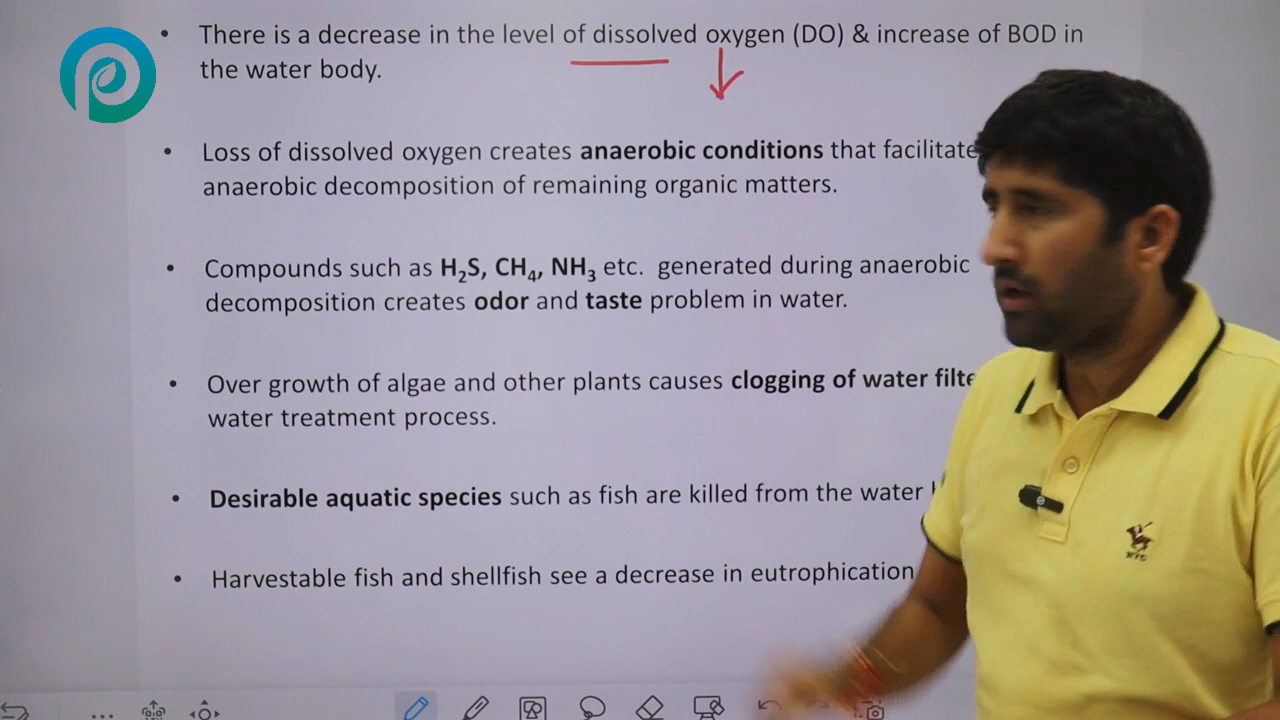 • There is a decrease in the level of dissolved oxygen (DO) & increase of BOD in
the water body.
• Loss of dissolved oxygen creates anaerobic conditions that facilitate
anaerobic decomposition of remaining organic matters.
• Compounds such as H₂S, CH₄, NH₃ etc. generated during anaerobic
decomposition creates odor and taste problem in water.
• Over growth of algae and other plants causes clogging of water filte
water treatment process.
• Desirable aquatic species such as fish are killed from the water
• Harvestable fish and shellfish see a decrease in eutrophication